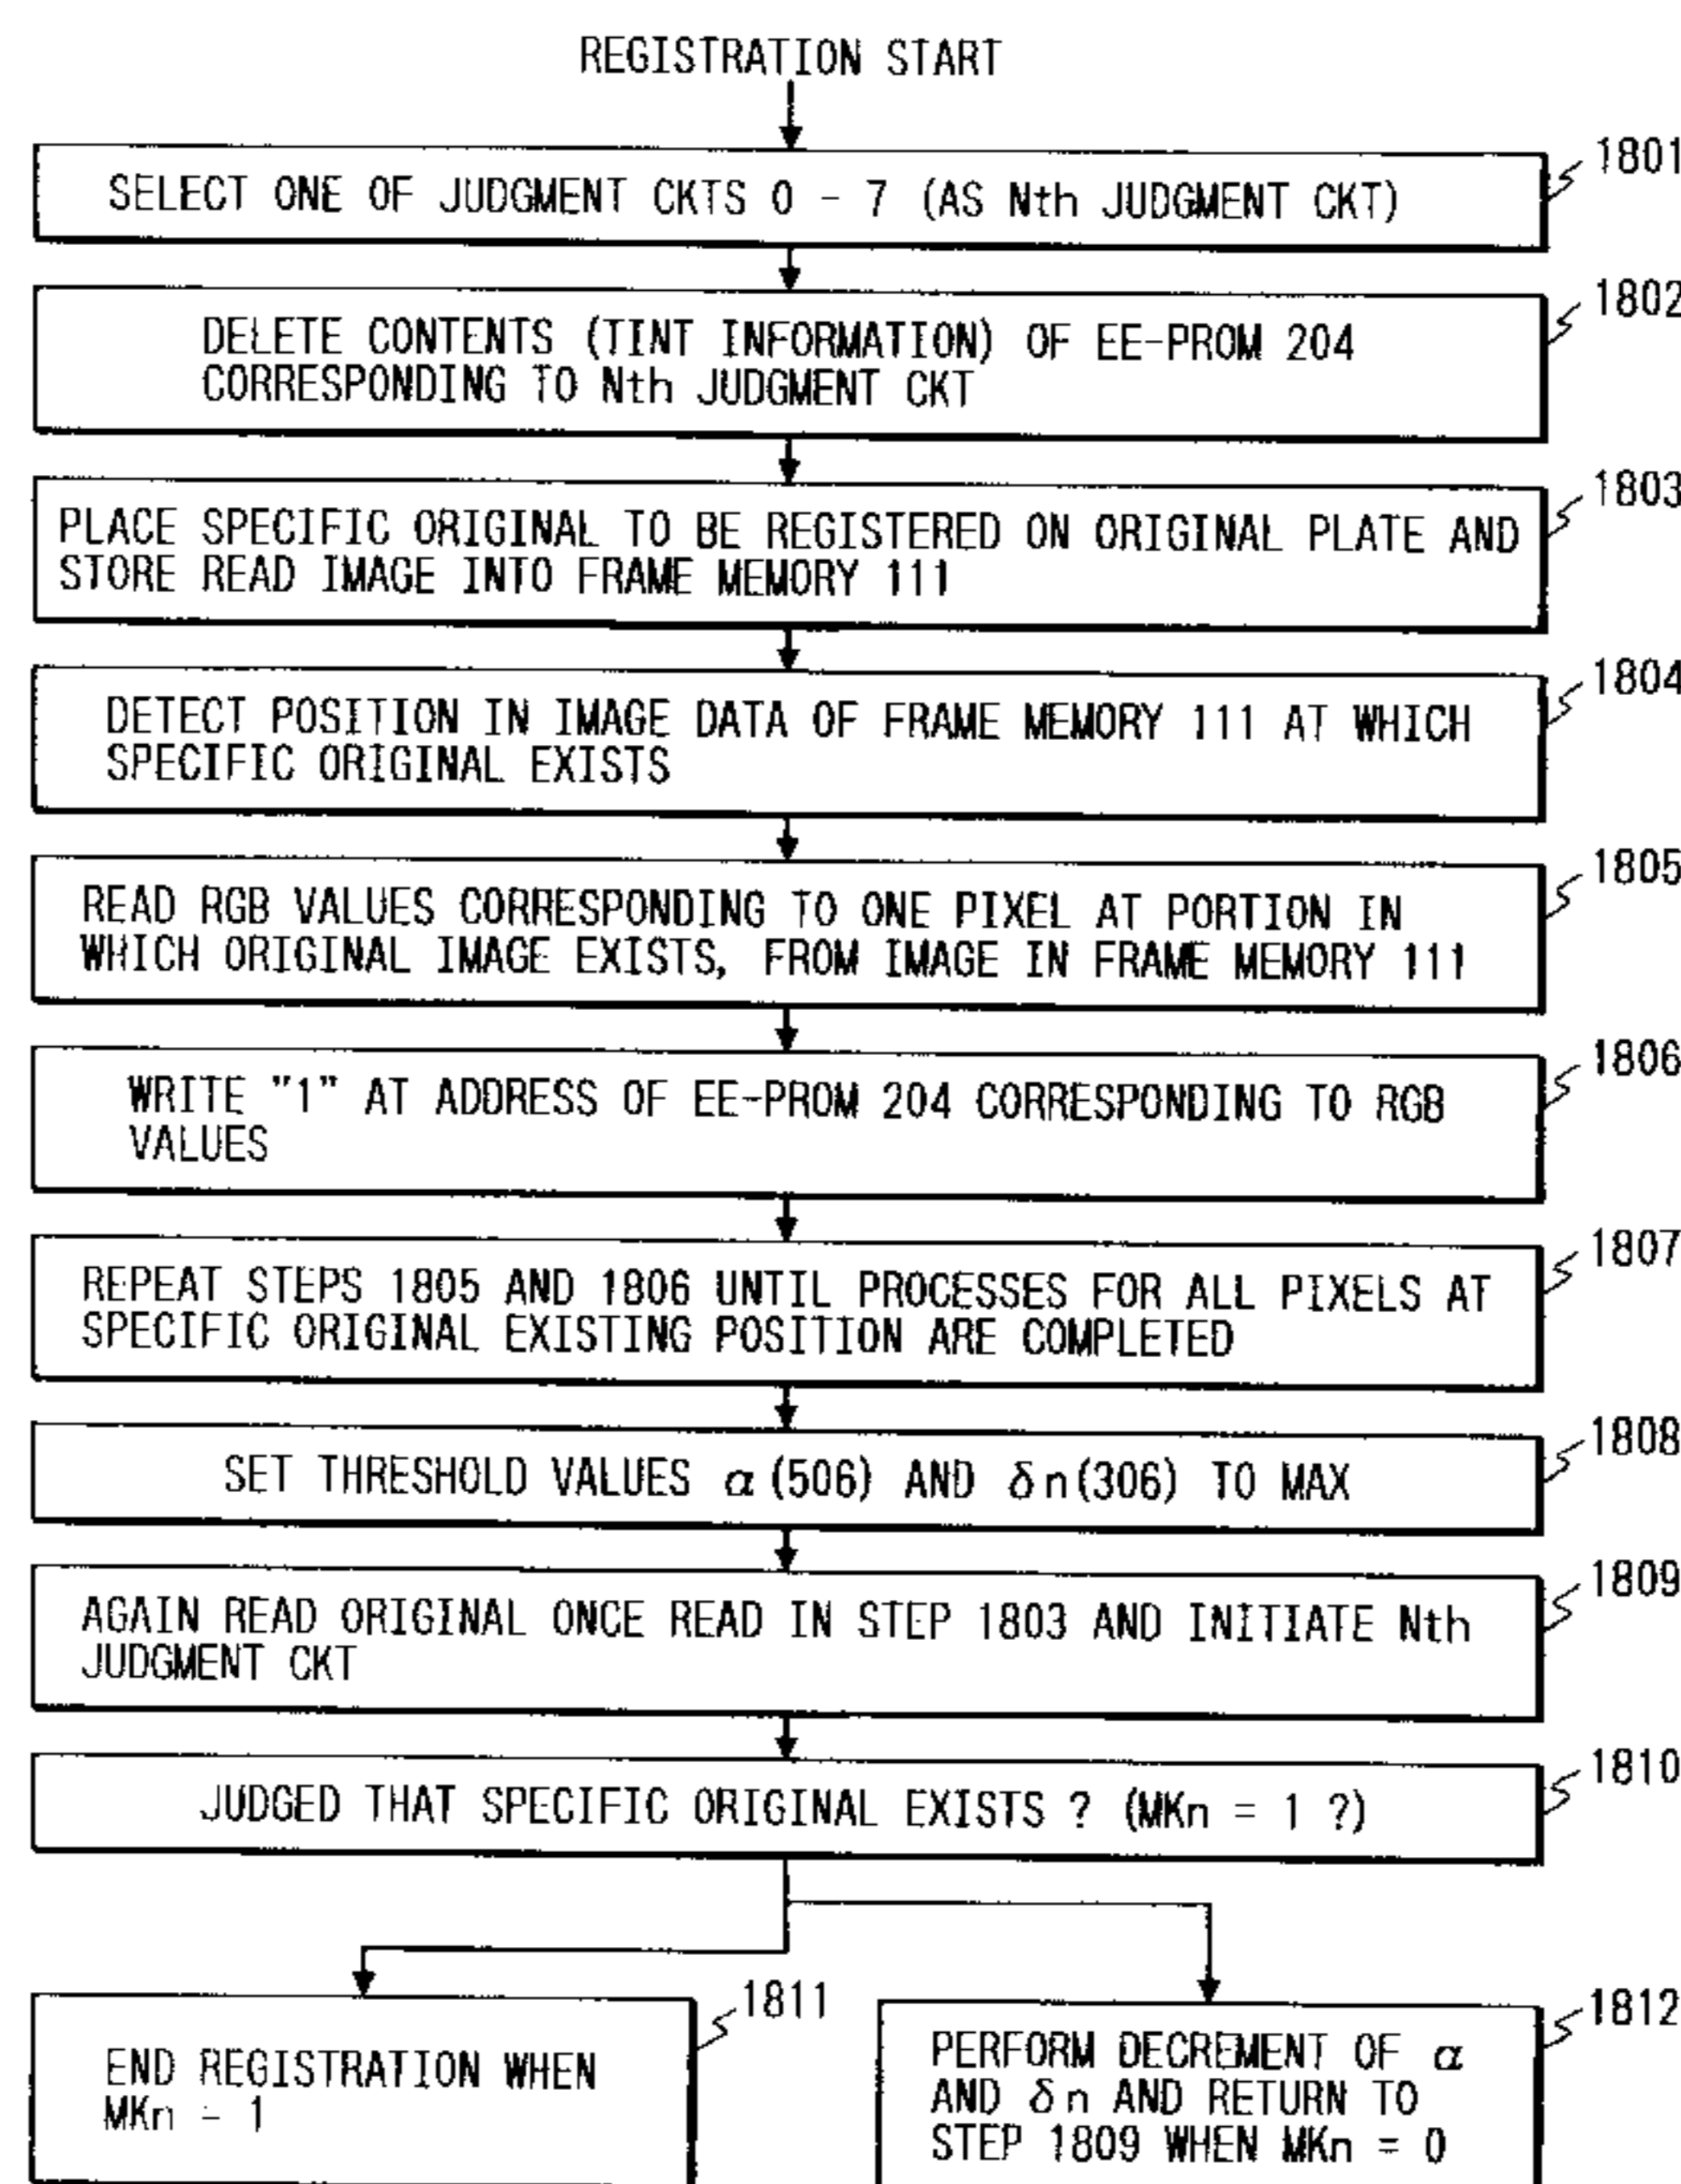 REGISTRATION START
1801
SELECT ONE OF JUDGMENT CKTS 0 - 7 (AS Nth JUDGMENT CKT)
1802
DELETE CONTENTS (TINT INFORMATION) OF EE-PROM 204
CORRESPONDING TO Nth JUDGMENT CKT
1803
PLACE SPECIFIC ORIGINAL TO BE REGISTERED ON ORIGINAL PLATE AND
STORE READ IMAGE INTO FRAME MEMORY 111
1804
DETECT POSITION IN IMAGE DATA OF FRAME MEMORY 111 AT WHICH
SPECIFIC ORIGINAL EXISTS
1805
READ RGB VALUES CORRESPONDING TO ONE PIXEL AT PORTION IN
WHICH ORIGINAL IMAGE EXISTS, FROM IMAGE IN FRAME MEMORY 111
1806
WRITE "1" AT ADDRESS OF EE-PROM 204 CORRESPONDING TO RGB
VALUES
1807
REPEAT STEPS 1805 AND 1806 UNTIL PROCESSES FOR ALL PIXELS AT
SPECIFIC ORIGINAL EXISTING POSITION ARE COMPLETED
1808
SET THRESHOLD VALUES α (506) AND δn(306) TO MAX
1809
AGAIN READ ORIGINAL ONCE READ IN STEP 1803 AND INITIATE Nth
JUDGMENT CKT
1810
JUDGED THAT SPECIFIC ORIGINAL EXISTS ? (MKn = 1 ?)
1811
END REGISTRATION WHEN
MKn = 1
1812
PERFORM DECREMENT OF α
AND δn AND RETURN TO
STEP 1809 WHEN MKn = 0